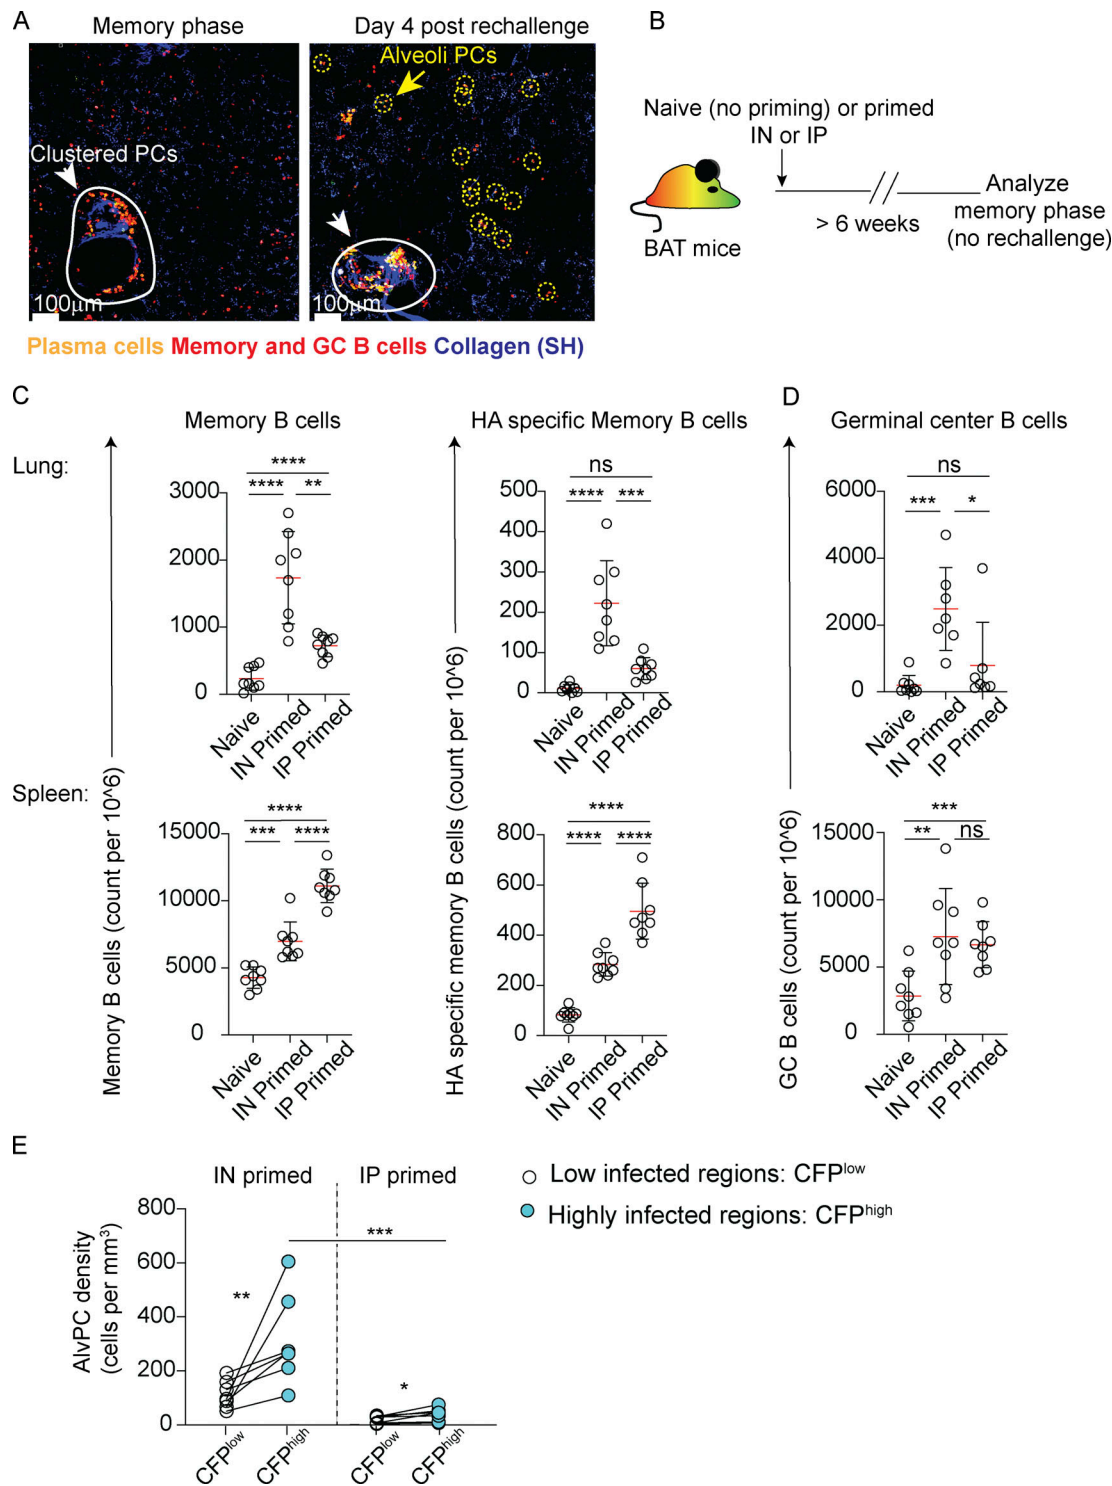 A
Memory phase
Day 4 post rechallenge
Alveoli PCs
Clustered PCs
100μm
100μm
Plasma cells Memory and GC B cells Collagen (SH)
B
Naive (no priming) or primed
IN or IP
BAT mice
> 6 weeks
Analyze
memory phase
(no rechallenge)
C
Memory B cells
HA specific Memory B cells
D
Germinal center B cells
Lung:
Memory B cells (count per 10^6)
3000
2000
1000
0
****
****
**
Naive
IN Primed
IP Primed
HA specific memory B cells (count per 10^6)
500
400
300
200
100
0
ns
****
***
Naive
IN Primed
IP Primed
GC B cells (count per 10^6)
6000
4000
2000
0
ns
***
*
Naive
IN Primed
IP Primed
Spleen:
15000
10000
5000
0
****
***
****
Naive
IN Primed
IP Primed
800
600
400
200
0
****
****
****
Naive
IN Primed
IP Primed
15000
10000
5000
0
***
**
ns
Naive
IN Primed
IP Primed
E
IN primed
IP primed
Low infected regions: CFPlow
Highly infected regions: CFPhigh
AlvPC density
(cells per mm3)
800
600
400
200
0
**
***
*
CFPlow
CFPhigh
CFPlow
CFPhigh